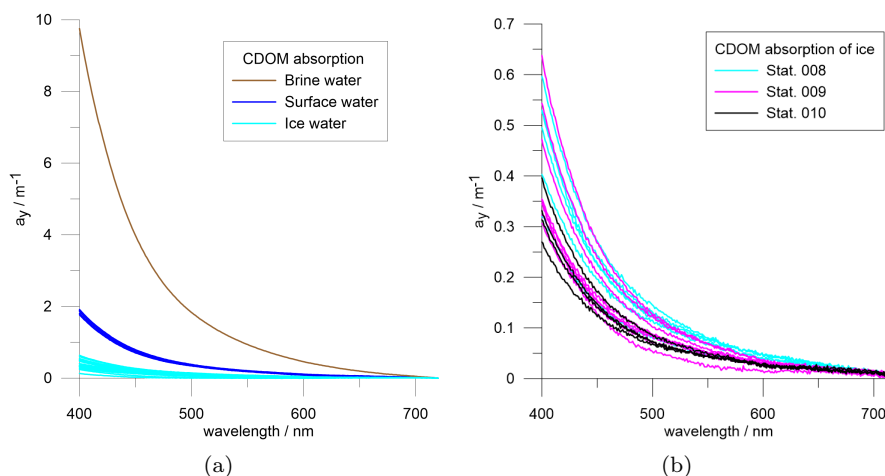 10
8
6
4
2
0
a_y / m⁻¹
CDOM absorption
Brine water
Surface water
Ice water
400 500 600 700
wavelength / nm
(a)
0.7
0.6
0.5
0.4
0.3
0.2
0.1
0
a_y / m⁻¹
CDOM absorption of ice
Stat. 008
Stat. 009
Stat. 010
400 500 600 700
wavelength / nm
(b)